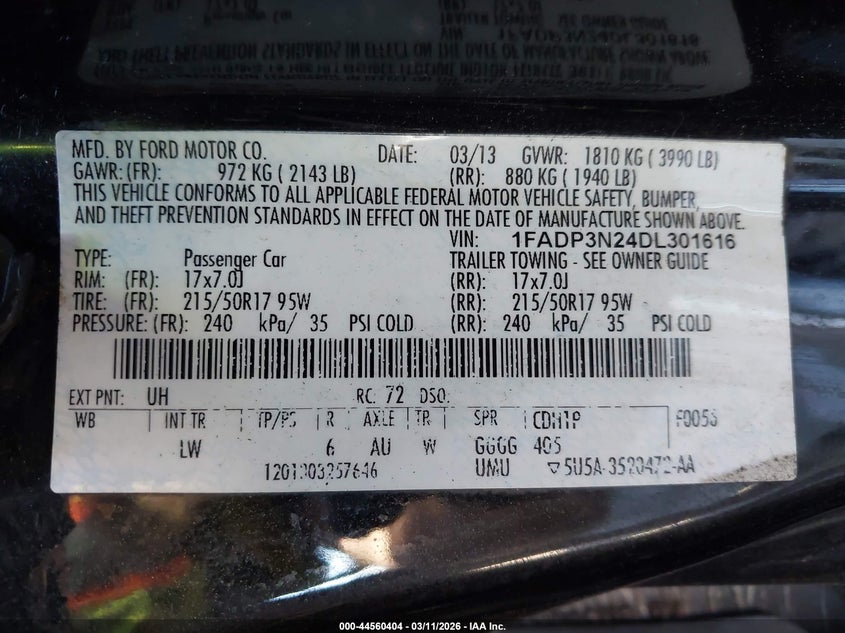 MFD. BY FORD MOTOR CO. DATE: 03/13 GVWR: 1810 KG ( 3990 LB)
GAWR: (FR): 972 KG ( 2143 LB) (RR): 880 KG ( 1940 LB)
THIS VEHICLE CONFORMS TO ALL APPLICABLE FEDERAL MOTOR VEHICLE SAFETY, BUMPER,
AND THEFT PREVENTION STANDARDS IN EFFECT ON THE DATE OF MANUFACTURE SHOWN ABOVE.
VIN: 1FADP3N24DL301616
TYPE: Passenger Car TRAILER TOWING - SEE OWNER GUIDE
RIM: (FR): 17x7.0J (RR): 17x7.0J
TIRE: (FR): 215/50R17 95W (RR): 215/50R17 95W
PRESSURE: (FR): 240 kPa/ 35 PSI COLD (RR): 240 kPa/ 35 PSI COLD
EXT PNT: UH RC: 72 DSO:
WB INT TR TP/PS R AXLE TR SPR
LW 6 AU W
UMU
000-44560404 - 03/11/2026 - IAA Inc.